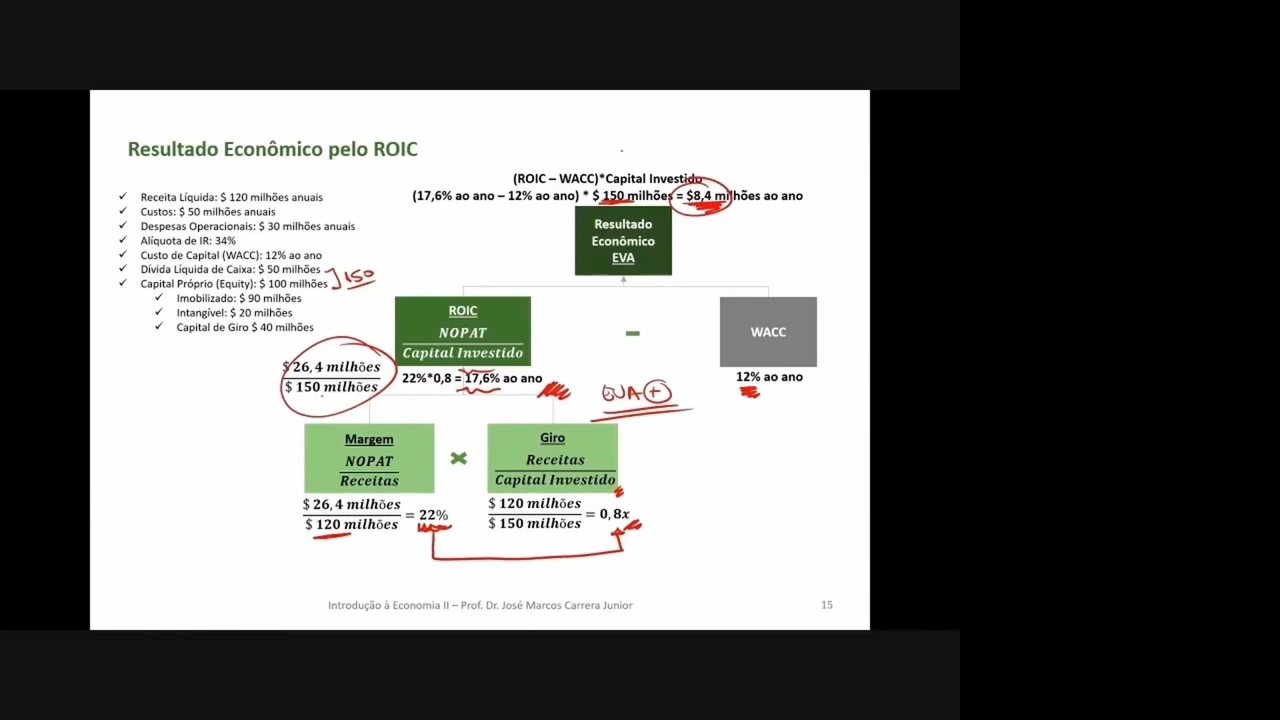 Resultado Econômico pelo ROIC
(ROIC – WACC)*Capital Investido
(17,6% ao ano – 12% ao ano) * $ 150 milhões = $8,4 milhões ao ano
✓ Receita Líquida: $ 120 milhões anuais
✓ Custos: $ 50 milhões anuais
✓ Despesas Operacionais: $ 30 milhões anuais
✓ Alíquota de IR: 34%
✓ Custo de Capital (WACC): 12% ao ano
✓ Dívida Líquida de Caixa: $ 50 milhões
✓ Capital Próprio (Equity): $ 100 milhões
150
✓ Imobilizado: $ 90 milhões
✓ Intangível: $ 20 milhões
✓ Capital de Giro $ 40 milhões
Resultado
Econômico
EVA
ROIC
NOPAT
Capital Investido
–
WACC
$ 26,4 milhões
$ 150 milhões
22%*0,8 = 17,6% ao ano
12% ao ano
EVA +
Margem
NOPAT
Receitas
×
Giro
Receitas
Capital Investido
$ 26,4 milhões
$ 120 milhões
= 22%
$ 120 milhões
$ 150 milhões
= 0,8x
Introdução à Economia II – Prof. Dr. José Marcos Carrera Junior
15